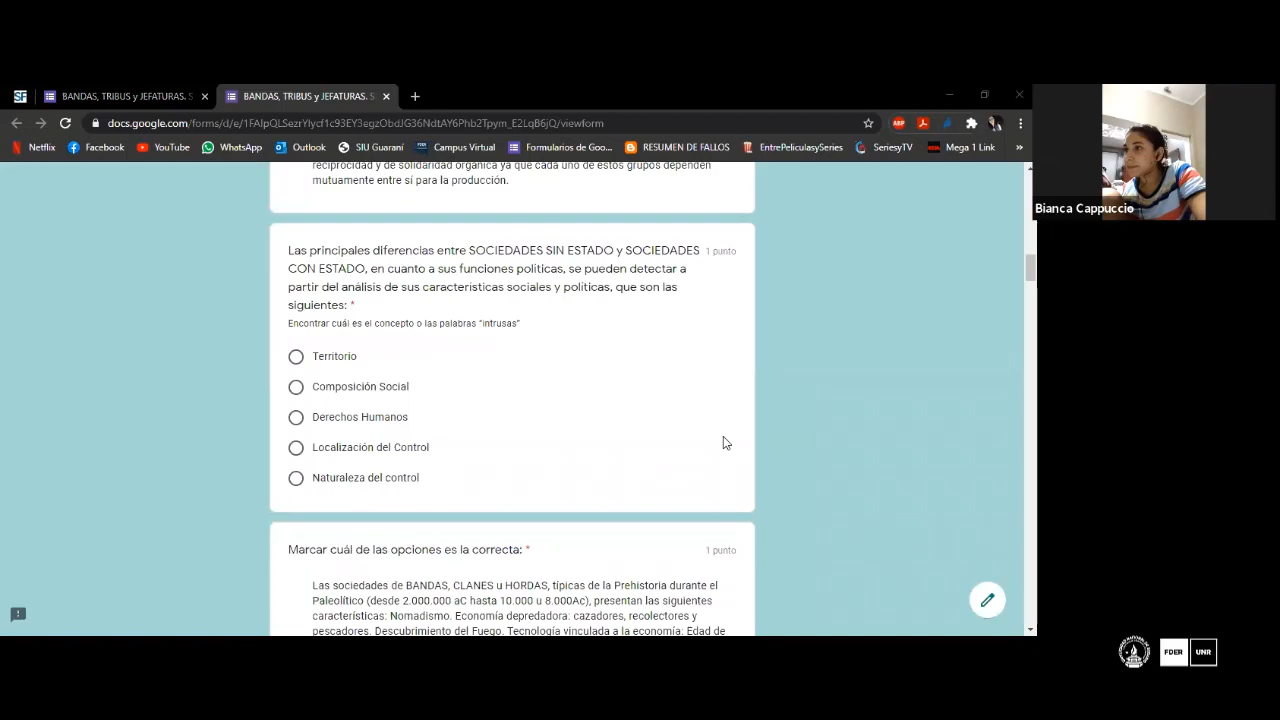 BANDAS, TRIBUS y JEFATURAS. S
BANDAS, TRIBUS y JEFATURAS. S
docs.google.com/forms/d/e/1FAIpQLSezrYlycf1c93EY3egzObdJG36NdtAY6Phb2Tpym_E2LqB6jQ/viewform
Netflix Facebook YouTube WhatsApp Outlook SIU Guaraní Campus Virtual Formularios de Goo... RESUMEN DE FALLOS EntrePeliculasySeries SeriesyTV Mega 1 Link »
Bianca Cappuccio
reciprocidad y de solidaridad orgánica ya que cada uno de estos grupos dependen
mutuamente entre sí para la producción.
Las principales diferencias entre SOCIEDADES SIN ESTADO y SOCIEDADES 1 punto
CON ESTADO, en cuanto a sus funciones políticas, se pueden detectar a
partir del análisis de sus características sociales y políticas, que son las
siguientes: *
Encontrar cuál es el concepto o las palabras "intrusas"
Territorio
Composición Social
Derechos Humanos
Localización del Control
Naturaleza del control
Marcar cuál de las opciones es la correcta: * 1 punto
Las sociedades de BANDAS, CLANES u HORDAS, típicas de la Prehistoria durante el
Paleolítico (desde 2.000.000 aC hasta 10.000 u 8.000Ac), presentan las siguientes
características: Nomadismo. Economía depredadora: cazadores, recolectores y
pescadores. Descubrimiento del Fuego. Tecnología vinculada a la economía: Edad de
FDER UNR